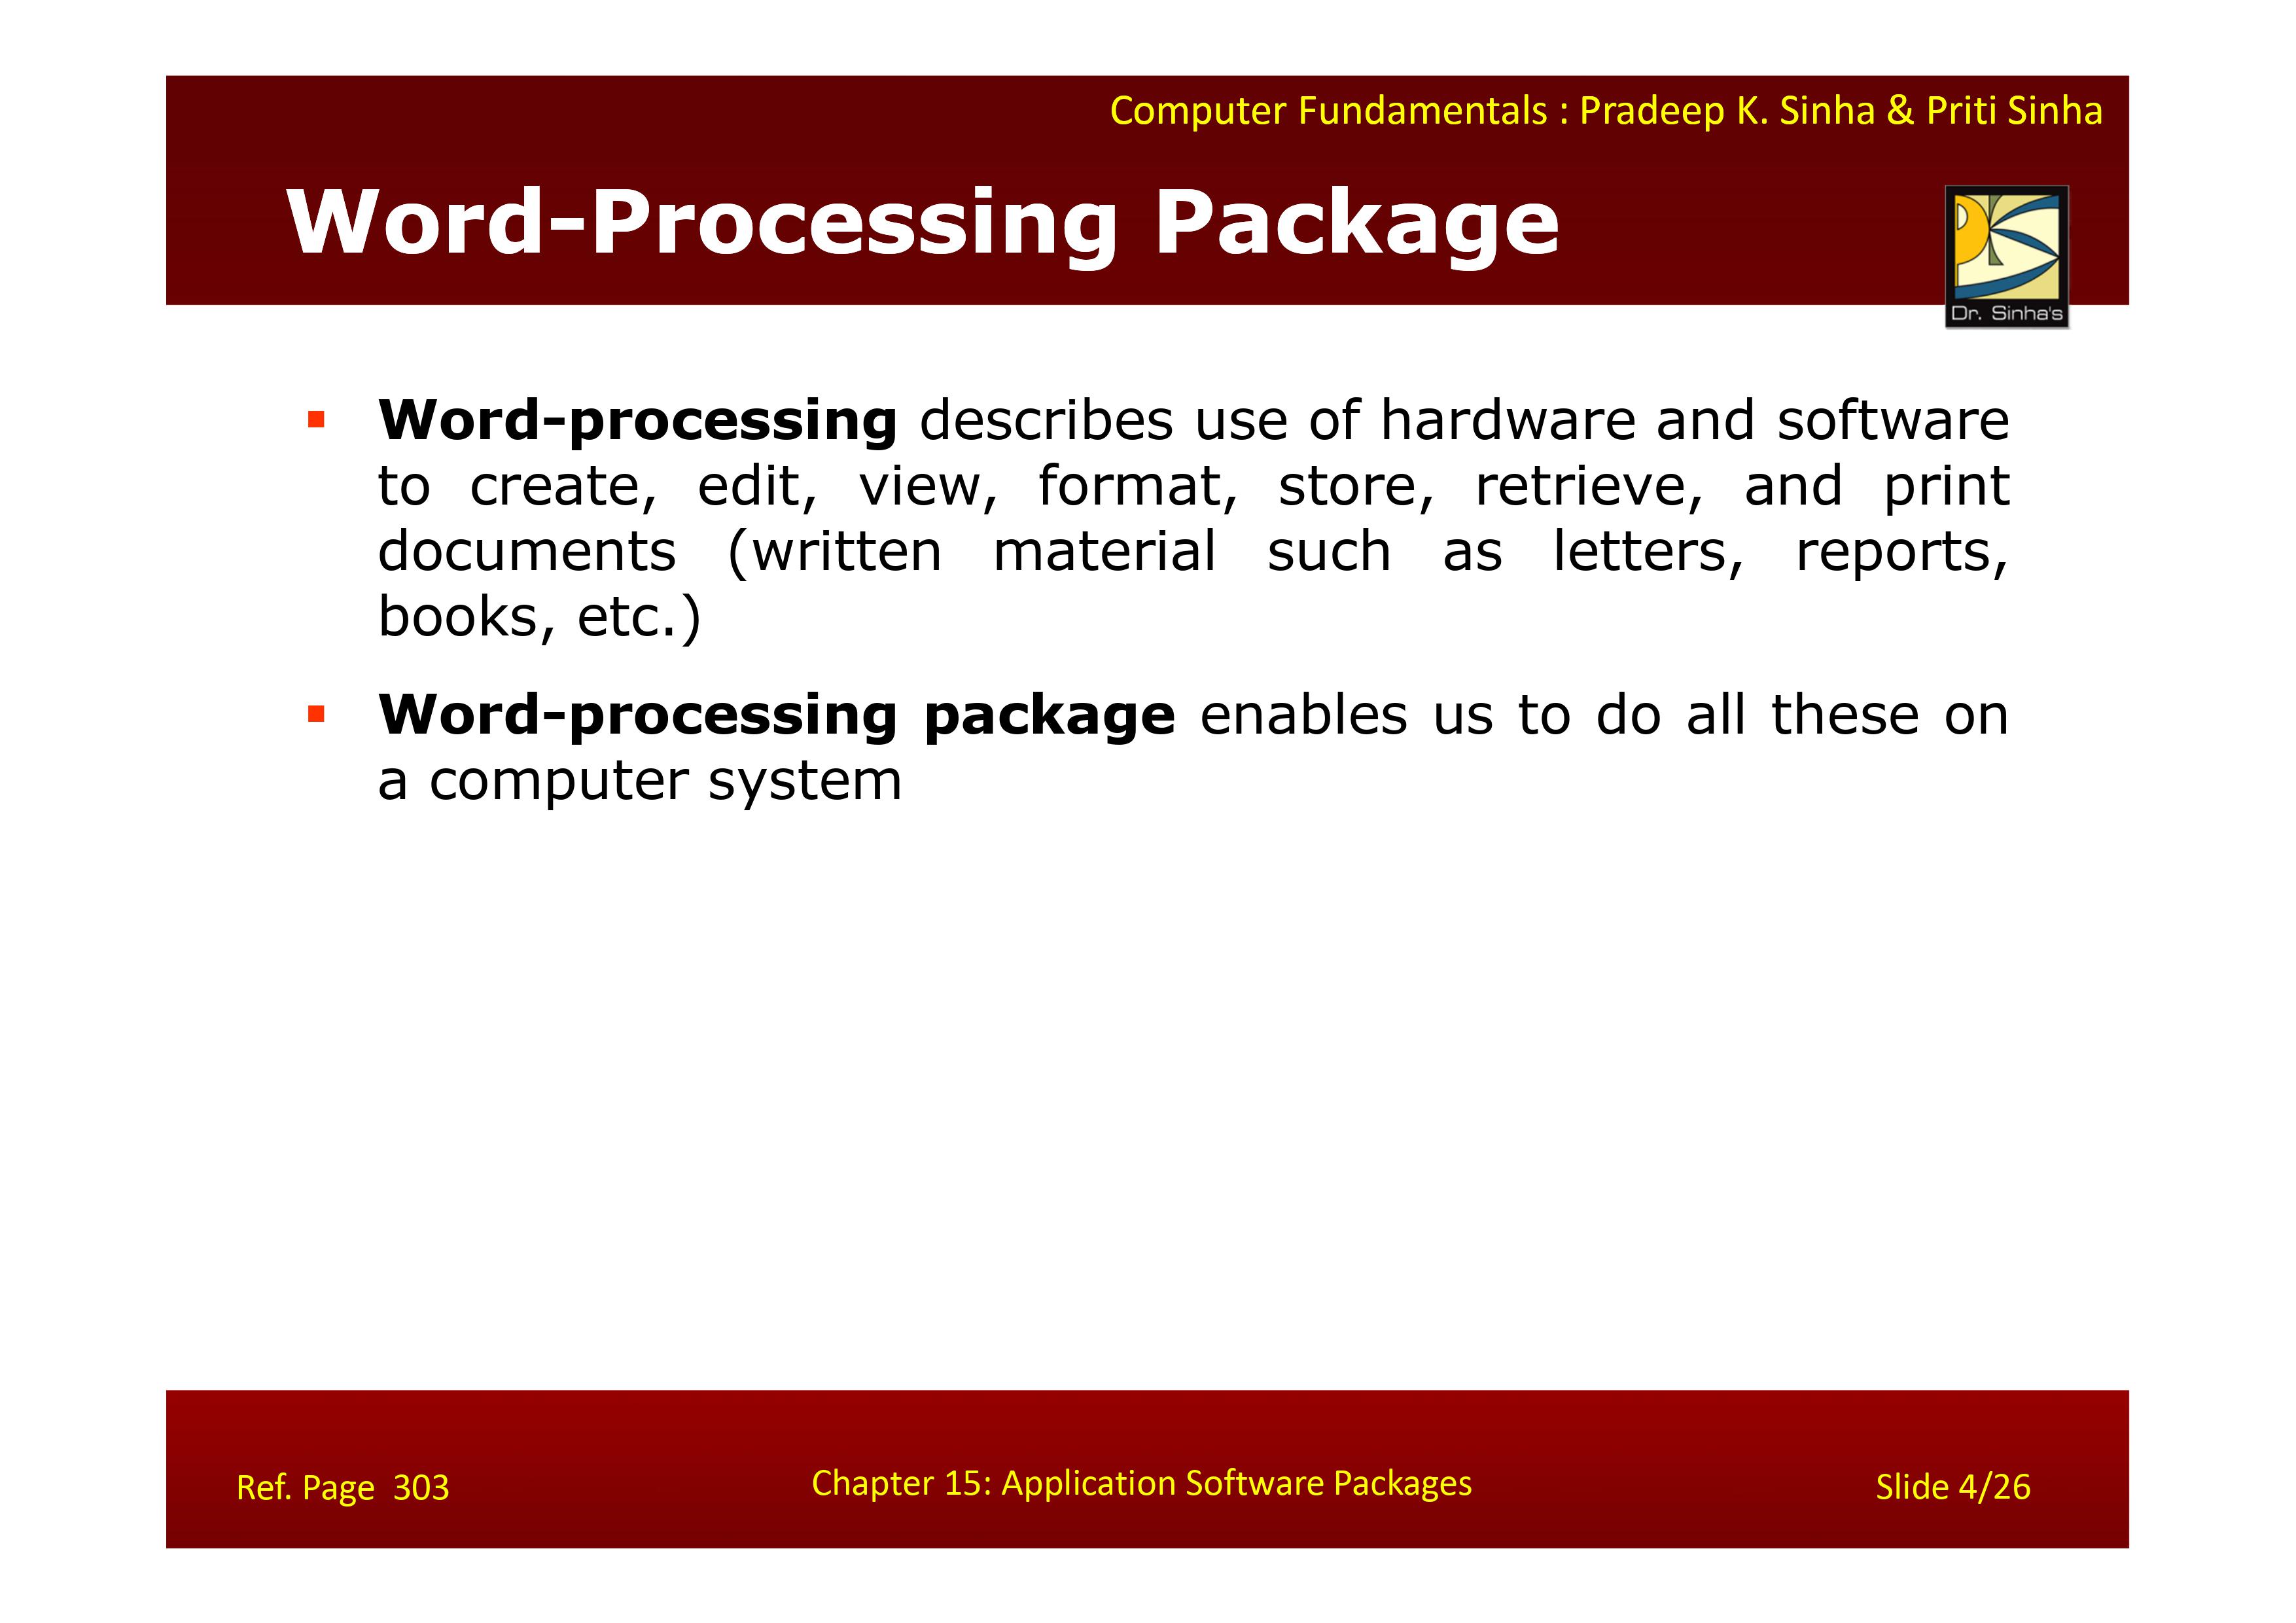 Computer Fundamentals : Pradeep K. Sinha & Priti Sinha
Word-Processing Package
Dr. Sinha's
▪ Word-processing describes use of hardware and software
to create, edit, view, format, store, retrieve, and print
documents (written material such as letters, reports,
books, etc.)
▪ Word-processing package enables us to do all these on
a computer system
Ref. Page 303
Chapter 15: Application Software Packages
Slide 4/26